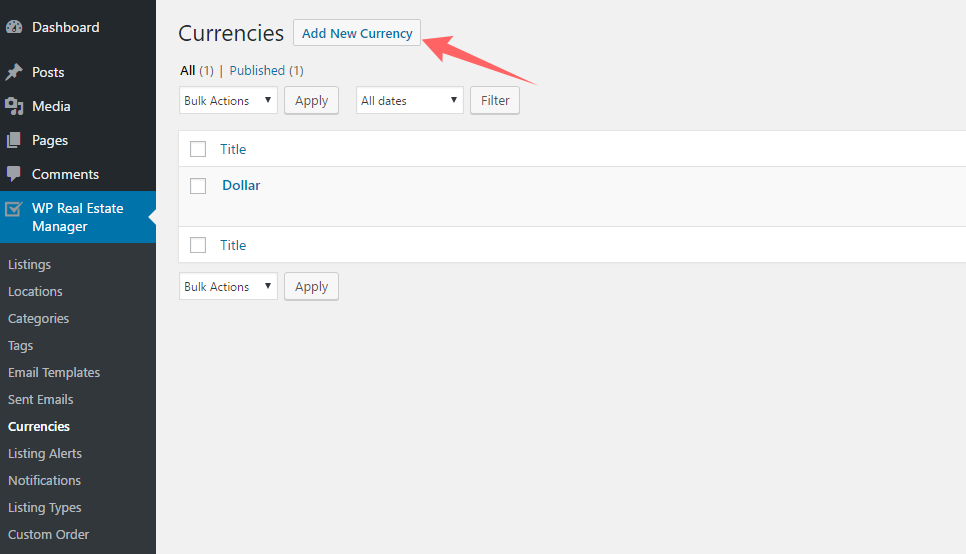 Dashboard
Posts
Media
Pages
Comments
WP Real Estate
Manager
Listings
Locations
Categories
Tags
Email Templates
Sent Emails
Currencies
Listing Alerts
Notifications
Listing Types
Custom Order
Currencies Add New Currency
All (1) | Published (1)
Bulk Actions Apply All dates Filter
Title
Dollar
Title
Bulk Actions Apply